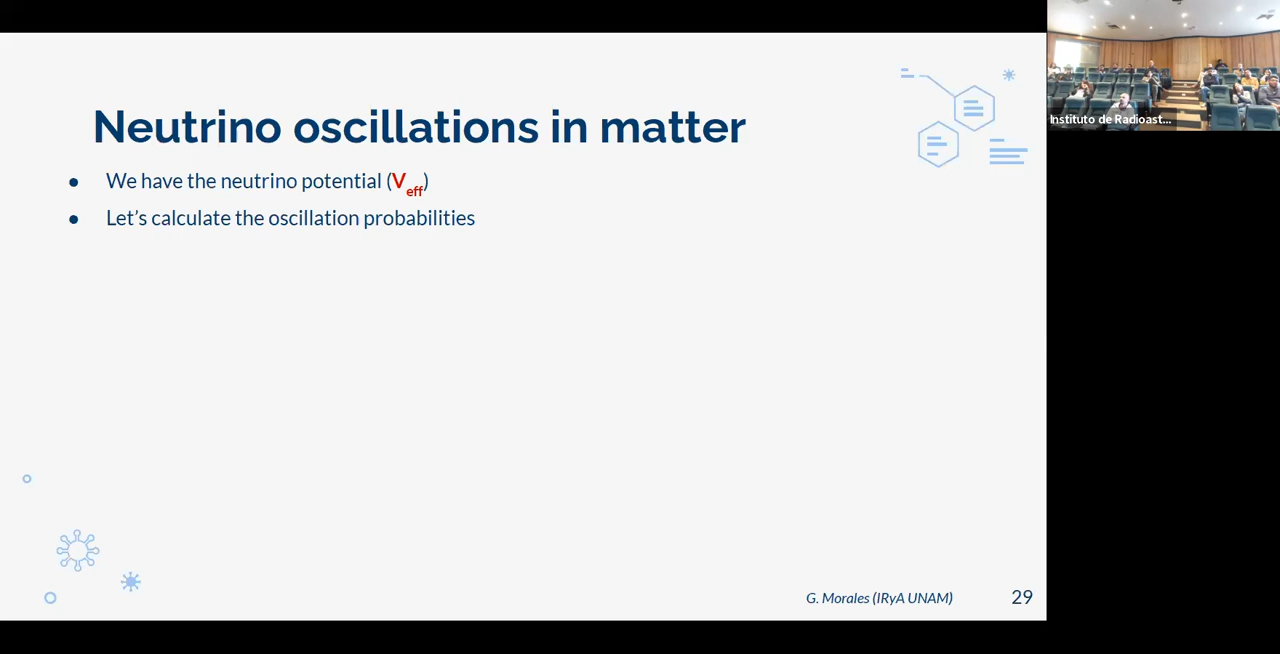 Neutrino oscillations in matter
● We have the neutrino potential (Veff)
● Let's calculate the oscillation probabilities
G. Morales (IRyA UNAM)
29
Instituto de Radioast...